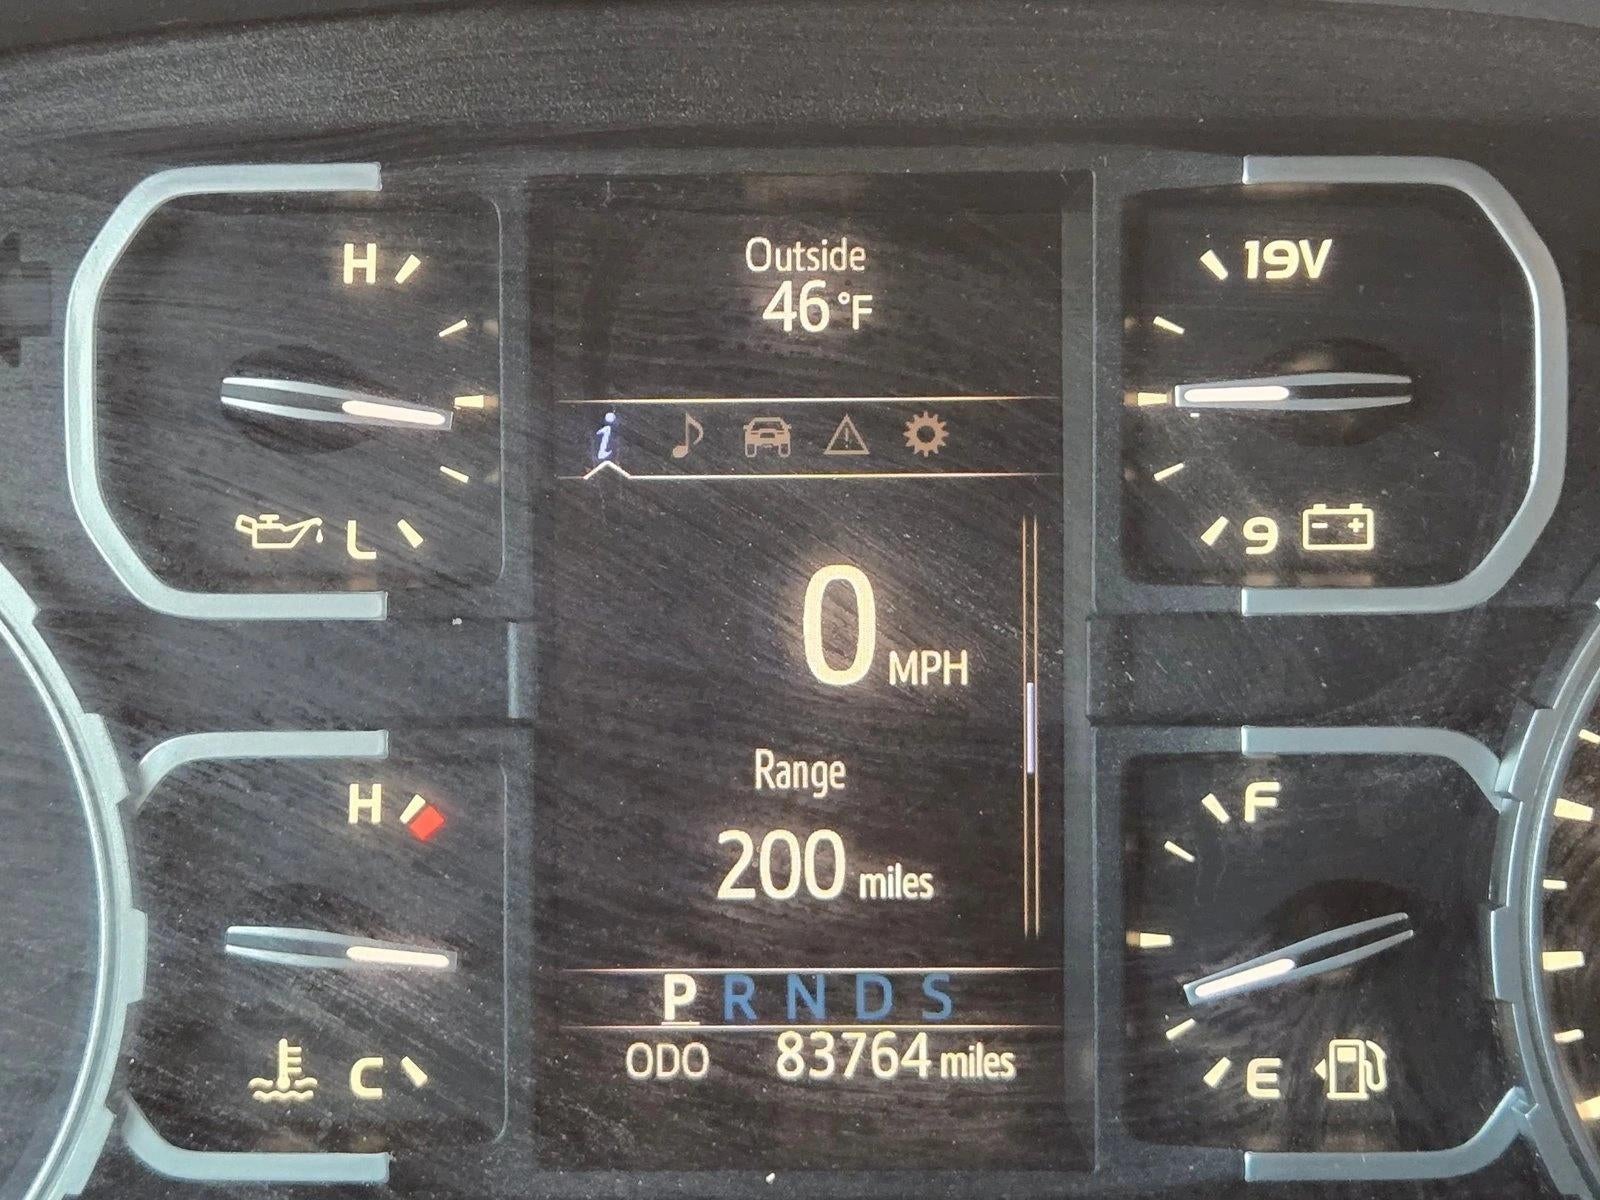 H
19V
Outside
46°F
L
9 - +
0 MPH
Range
200 miles
H
F
P R N D S
ODO 83764 miles
C
E